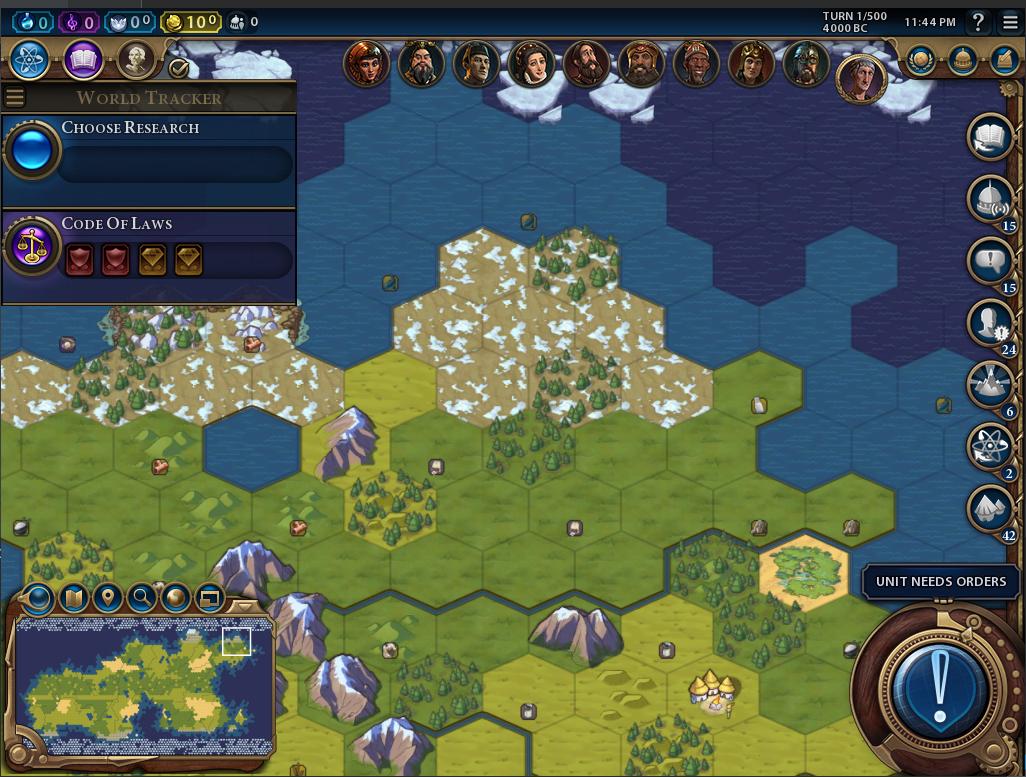 0 0 0⁰ 10⁰ 0
TURN 1/500
4000 BC
11:44 PM ?
WORLD TRACKER
CHOOSE RESEARCH
CODE OF LAWS
15
15
24
6
2
42
UNIT NEEDS ORDERS